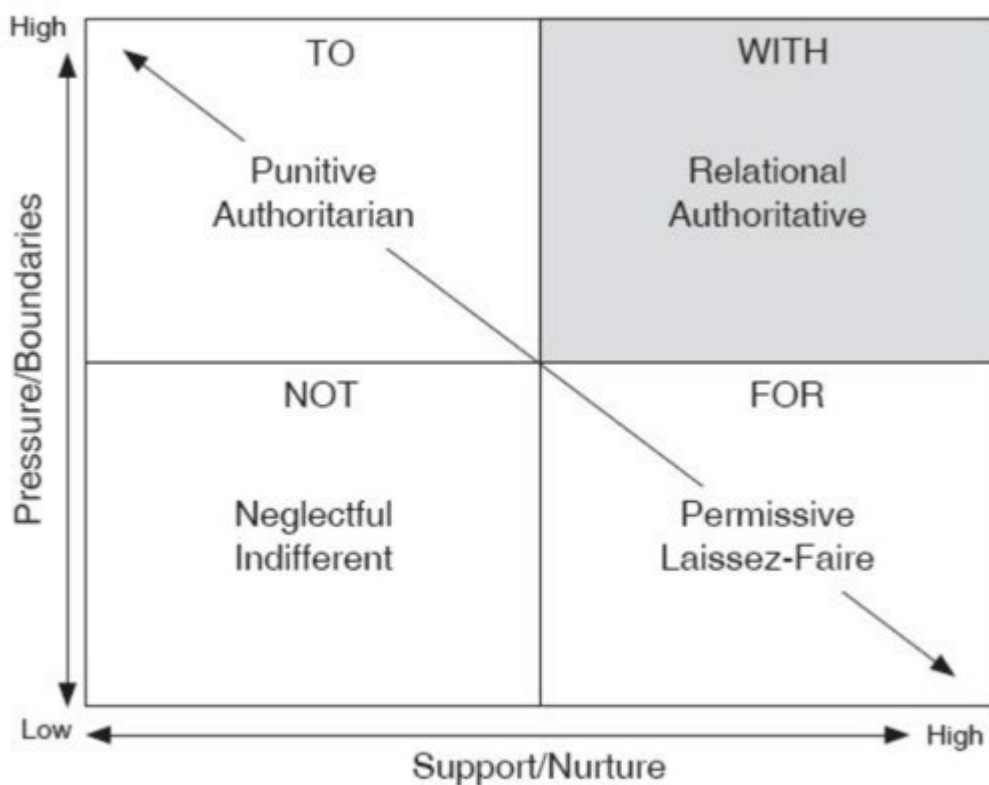 High
TO
WITH
Punitive
Authoritarian
Relational
Authoritative
Pressure/Boundaries
NOT
FOR
Neglectful
Indifferent
Permissive
Laissez-Faire
Low
High
Support/Nurture